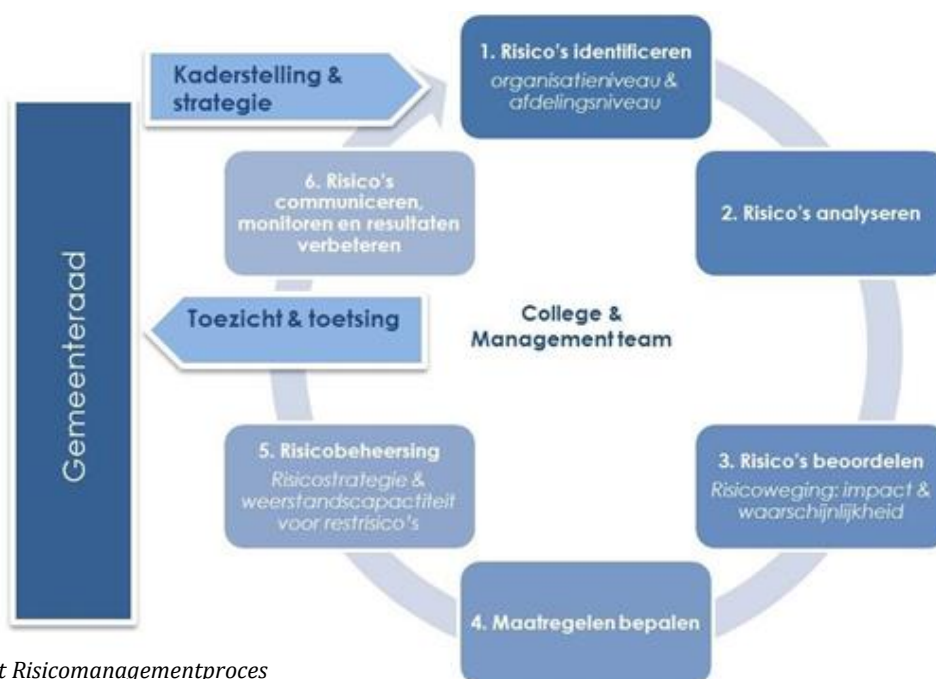 Gemeenteraad
Kaderstelling &
strategie
1. Risico's identificeren
organisatieniveau &
afdelingsniveau
2. Risico's analyseren
3. Risico's beoordelen
Risicoweging: impact &
waarschijnlijkheid
4. Maatregelen bepalen
5. Risicobeheersing
Risicostrategie &
weerstandscapactiteit
voor restrisico's
6. Risico's
communiceren,
monitoren en resultaten
verbeteren
Toezicht & toetsing
College &
Management team
t Risicomanagementproces